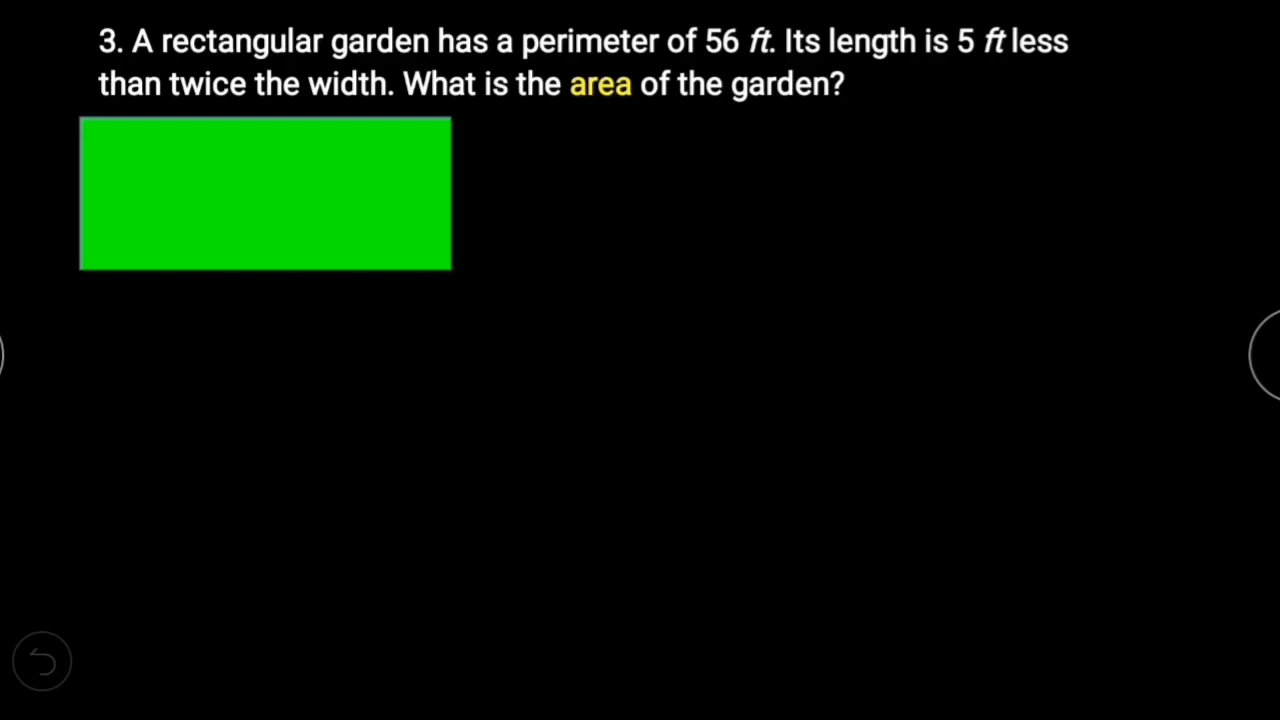 3. A rectangular garden has a perimeter of 56 ft. Its length is 5 ft less
than twice the width. What is the area of the garden?